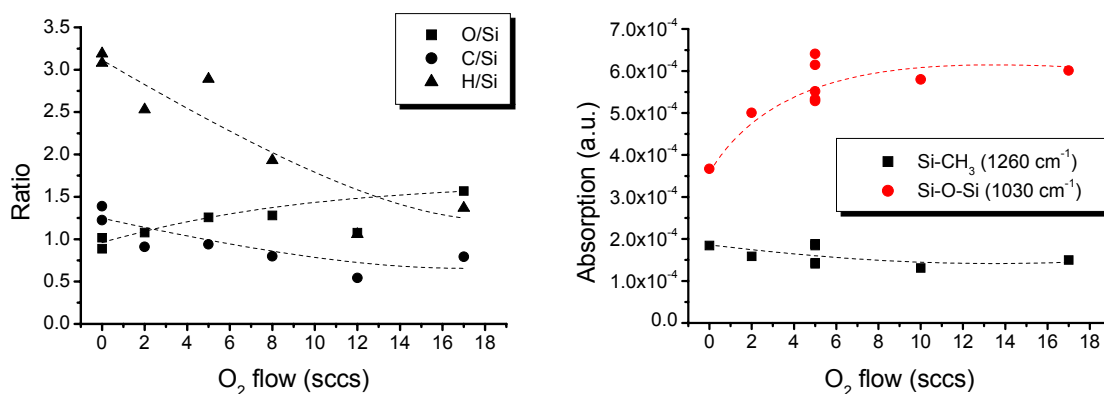 3.5
3.0
2.5
2.0
1.5
1.0
0.5
0.0
Ratio
0 2 4 6 8 10 12 14 16 18
O₂ flow (sccs)
O/Si
C/Si
H/Si
7.0x10⁻⁴
6.0x10⁻⁴
5.0x10⁻⁴
4.0x10⁻⁴
3.0x10⁻⁴
2.0x10⁻⁴
1.0x10⁻⁴
0.0
Absorption (a.u.)
0 2 4 6 8 10 12 14 16 18
O₂ flow (sccs)
Si-CH₃ (1260 cm⁻¹)
Si-O-Si (1030 cm⁻¹)